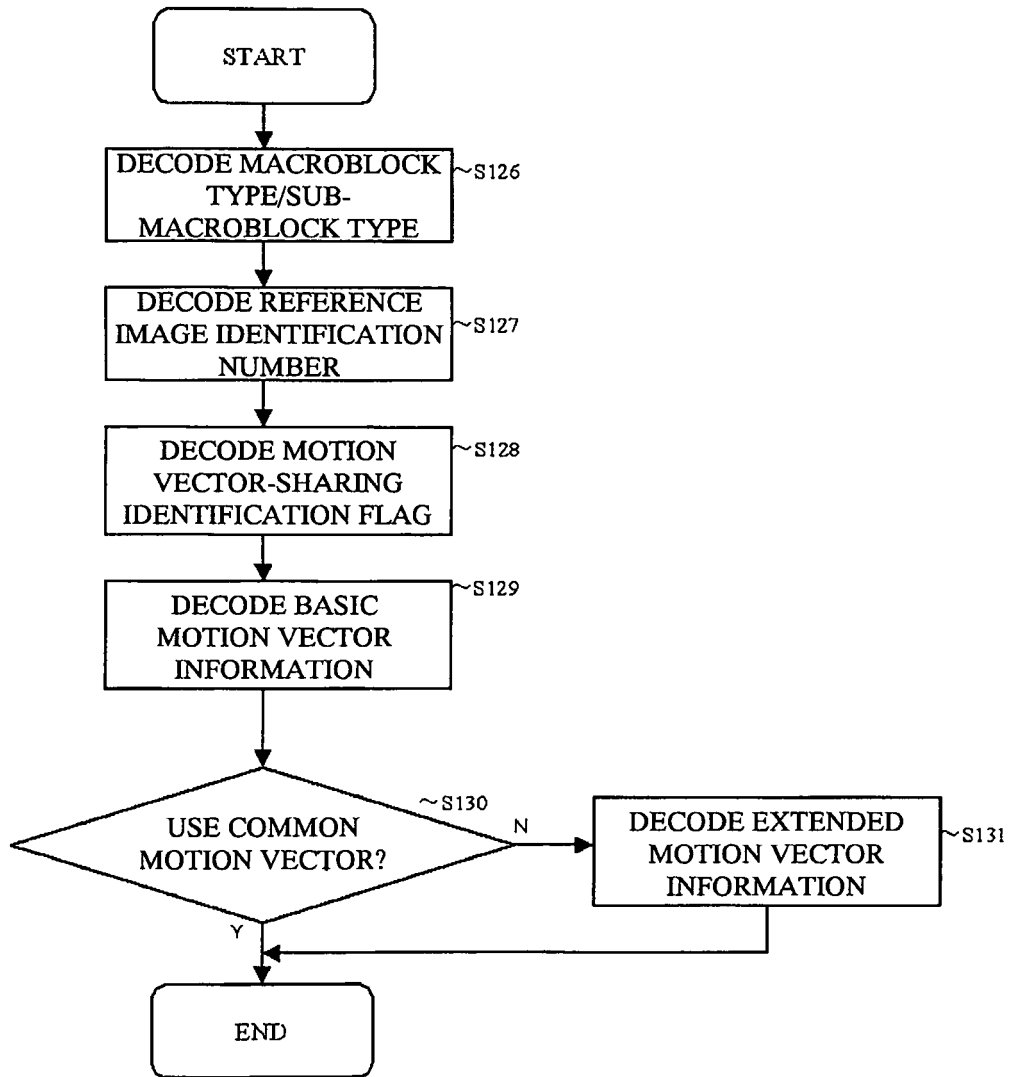 START
DECODE MACROBLOCK
TYPE/SUB-
MACROBLOCK TYPE
~S126
DECODE REFERENCE
IMAGE IDENTIFICATION
NUMBER
~S127
DECODE MOTION
VECTOR-SHARING
IDENTIFICATION FLAG
~S128
DECODE BASIC
MOTION VECTOR
INFORMATION
~S129
USE COMMON
MOTION VECTOR?
~S130
N
Y
DECODE EXTENDED
MOTION VECTOR
INFORMATION
~S131
END